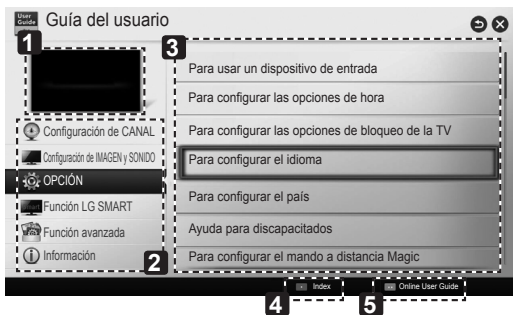 User Guide
Guía del usuario
1
3
Para usar un dispositivo de entrada
Para configurar las opciones de hora
Configuración de CANAL
Para configurar las opciones de bloqueo de la TV
Configuración de IMAGEN y SONIDO
Para configurar el idioma
OPCIÓN
Para configurar el país
Función LG SMART
Función avanzada
Ayuda para discapacitados
Información
2
Para configurar el mando a distancia Magic
Index
Online User Guide
4
5